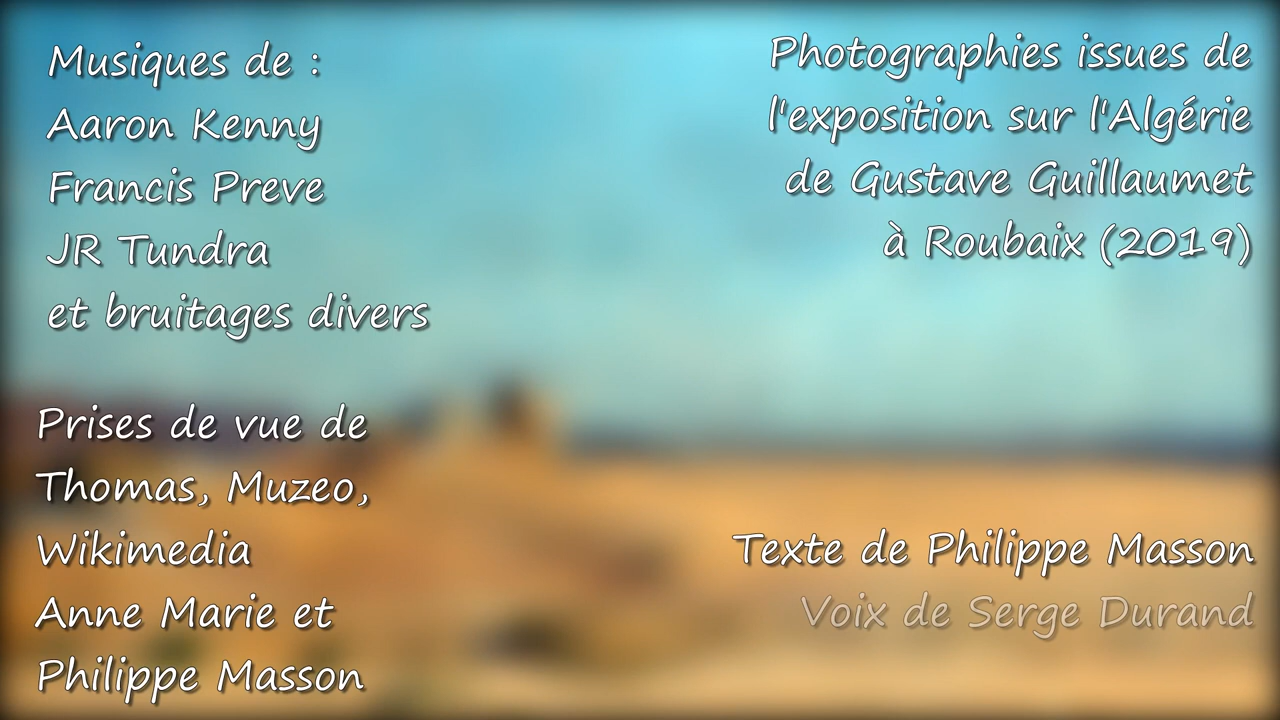 Musiques de :
Aaron Kenny
Francis Preve
JR Tundra
et bruitages divers
Prises de vue de
Thomas, Muzeo,
Wikimedia
Anne Marie et
Philippe Masson
Photographies issues de
l'exposition sur l'Algérie
de Gustave Guillaumet
à Roubaix (2019)
Texte de Philippe Masson
Voix de Serge Durand